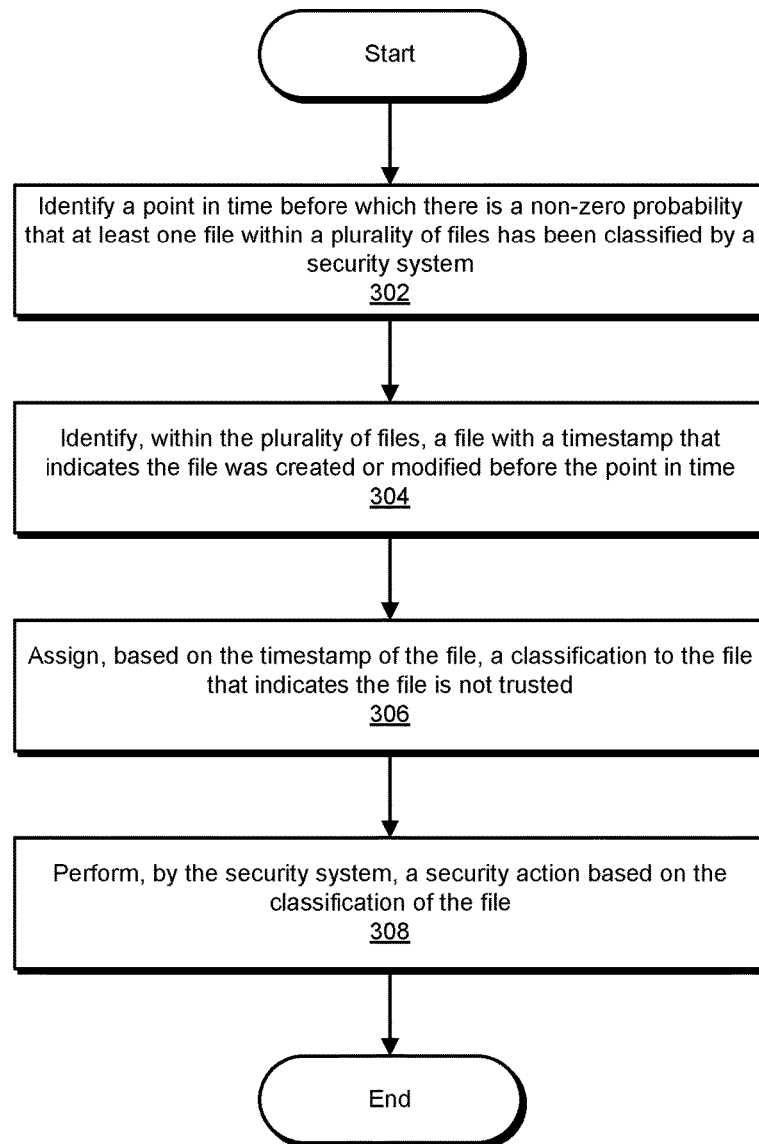 Start
Identify a point in time before which there is a non-zero probability
that at least one file within a plurality of files has been classified by a
security system
302
Identify, within the plurality of files, a file with a timestamp that
indicates the file was created or modified before the point in time
304
Assign, based on the timestamp of the file, a classification to the file
that indicates the file is not trusted
306
Perform, by the security system, a security action based on the
classification of the file
308
End